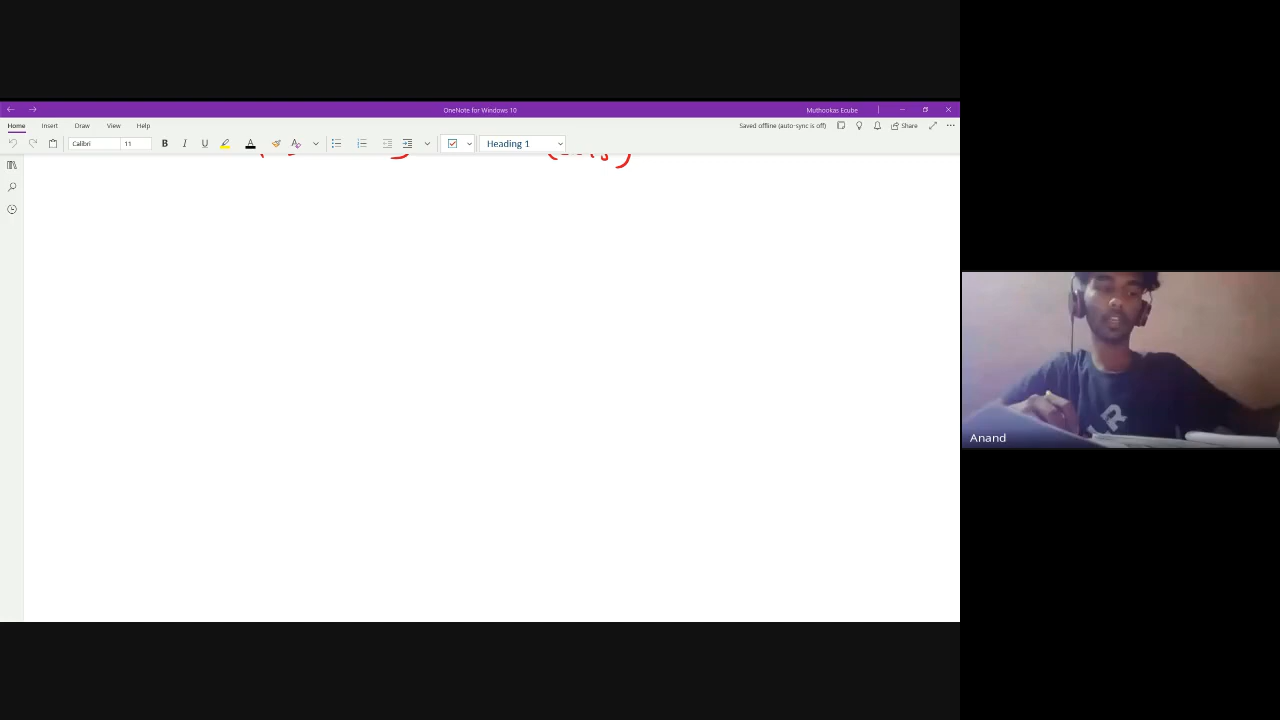 OneNote for Windows 10
Muthookas Ecube
Home Insert Draw View Help
Saved offline (auto-sync is off) Share
Calibri 11 B I U A Heading 1
Anand